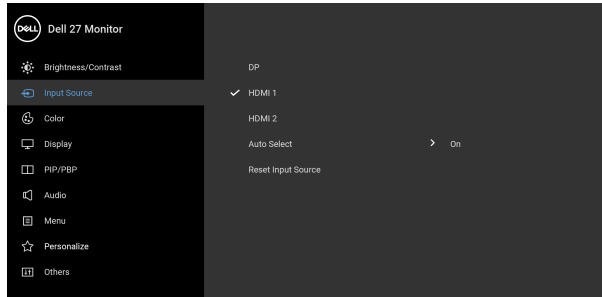 DELL Dell 27 Monitor
Brightness/Contrast
Input Source
Color
Display
PIP/PBP
Audio
Menu
Personalize
Others
DP
HDMI 1
HDMI 2
Auto Select On
Reset Input Source